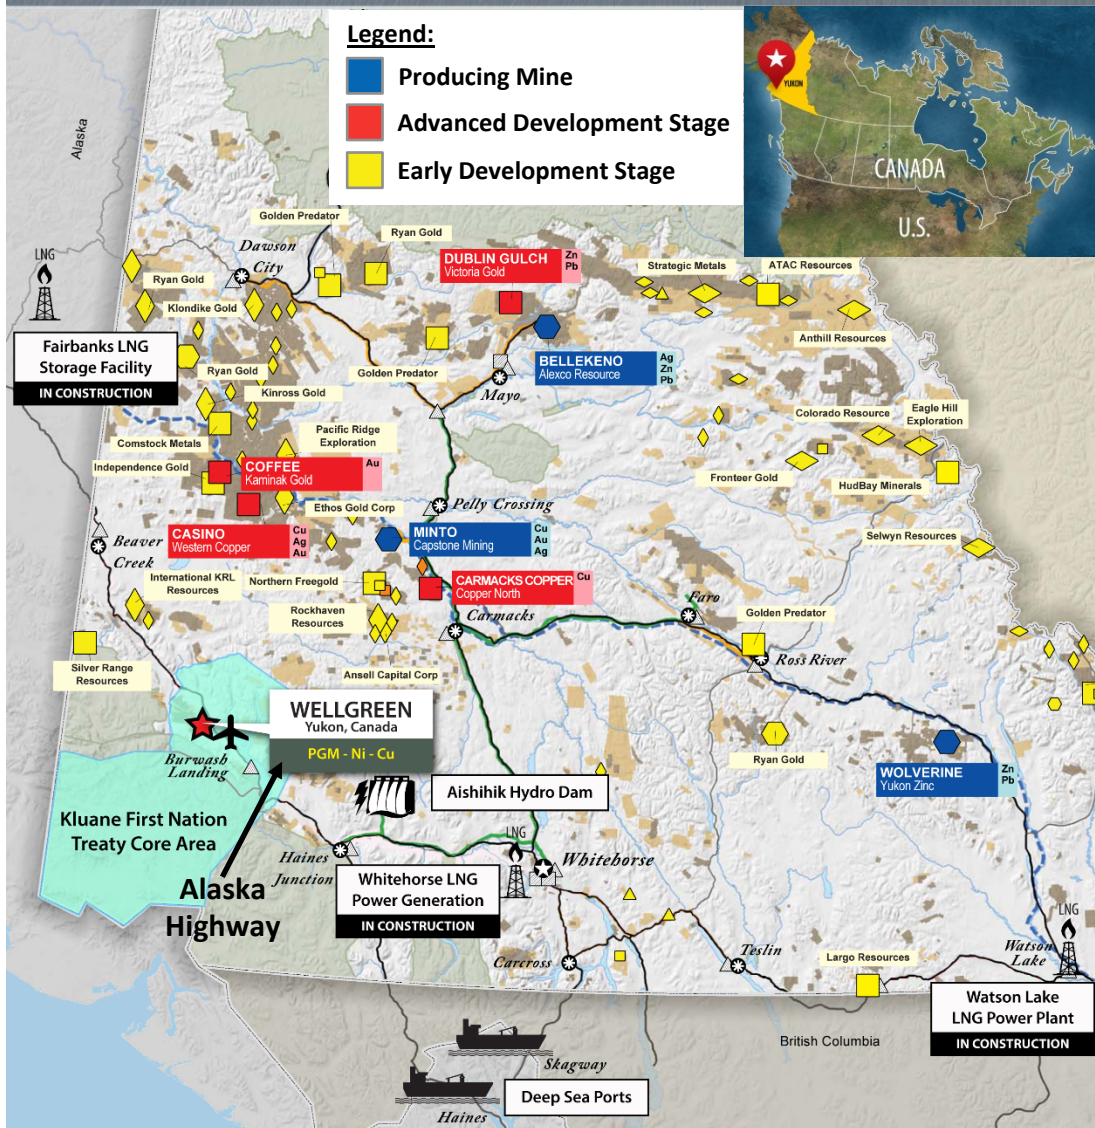 Legend:
Producing Mine
Advanced Development Stage
Early Development Stage
YUKON
CANADA
U.S.
Alaska
LNG
Fairbanks LNG
Storage Facility
IN CONSTRUCTION
Golden Predator
Ryan Gold
Dawson
City
Ryan Gold
Klondike Gold
DUBLIN GULCH
Victoria Gold
Zn
Pb
Strategic Metals
ATAC Resources
Anthill Resources
Ryan Gold
Golden Predator
BELLEKENO
Alexco Resource
Ag
Zn
Pb
Mayo
Kinross Gold
Comstock Metals
Pacific Ridge
Exploration
Colorado Resource
Eagle Hill
Exploration
Independence Gold
COFFEE
Kaminak Gold
Au
Fronteer Gold
HudBay Minerals
Ethos Gold Corp
Pelly Crossing
CASINO
Western Copper
Cu
Ag
Au
MINTO
Capstone Mining
Cu
Au
Ag
Selwyn Resources
Beaver
Creek
International KRL
Resources
Northern Freegold
CARMACKS COPPER
Copper North
Cu
Rockhaven
Resources
Carmacks
Faro
Golden Predator
Ross River
Silver Range
Resources
Ansell Capital Corp
WELLGREEN
Yukon, Canada
PGM - Ni - Cu
Burwash
Landing
Ryan Gold
WOLVERINE
Yukon Zinc
Zn
Pb
Aishihik Hydro Dam
Kluane First Nation
Treaty Core Area
Alaska
Highway
Haines
Junction
LNG
Whitehorse
Whitehorse LNG
Power Generation
IN CONSTRUCTION
Carcross
Teslin
Largo Resources
LNG
Watson
Lake
Watson Lake
LNG Power Plant
IN CONSTRUCTION
British Columbia
Skagway
Deep Sea Ports
Haines